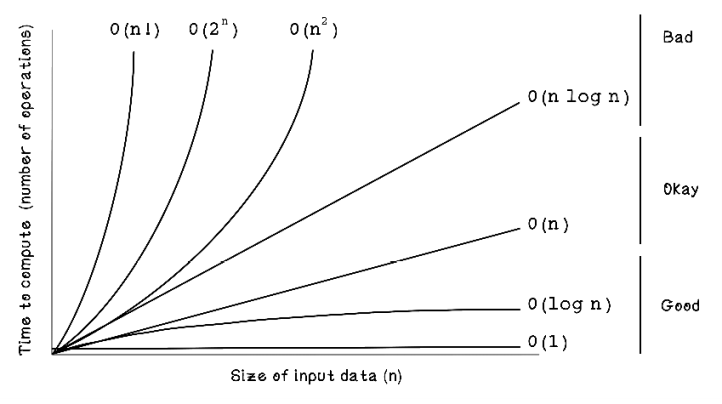 O(n!)
O(2ⁿ)
O(n²)
Bad
O(n log n)
Okay
O(n)
O(log n)
Good
O(1)
Time to compute (number of operations)
Size of input data (n)